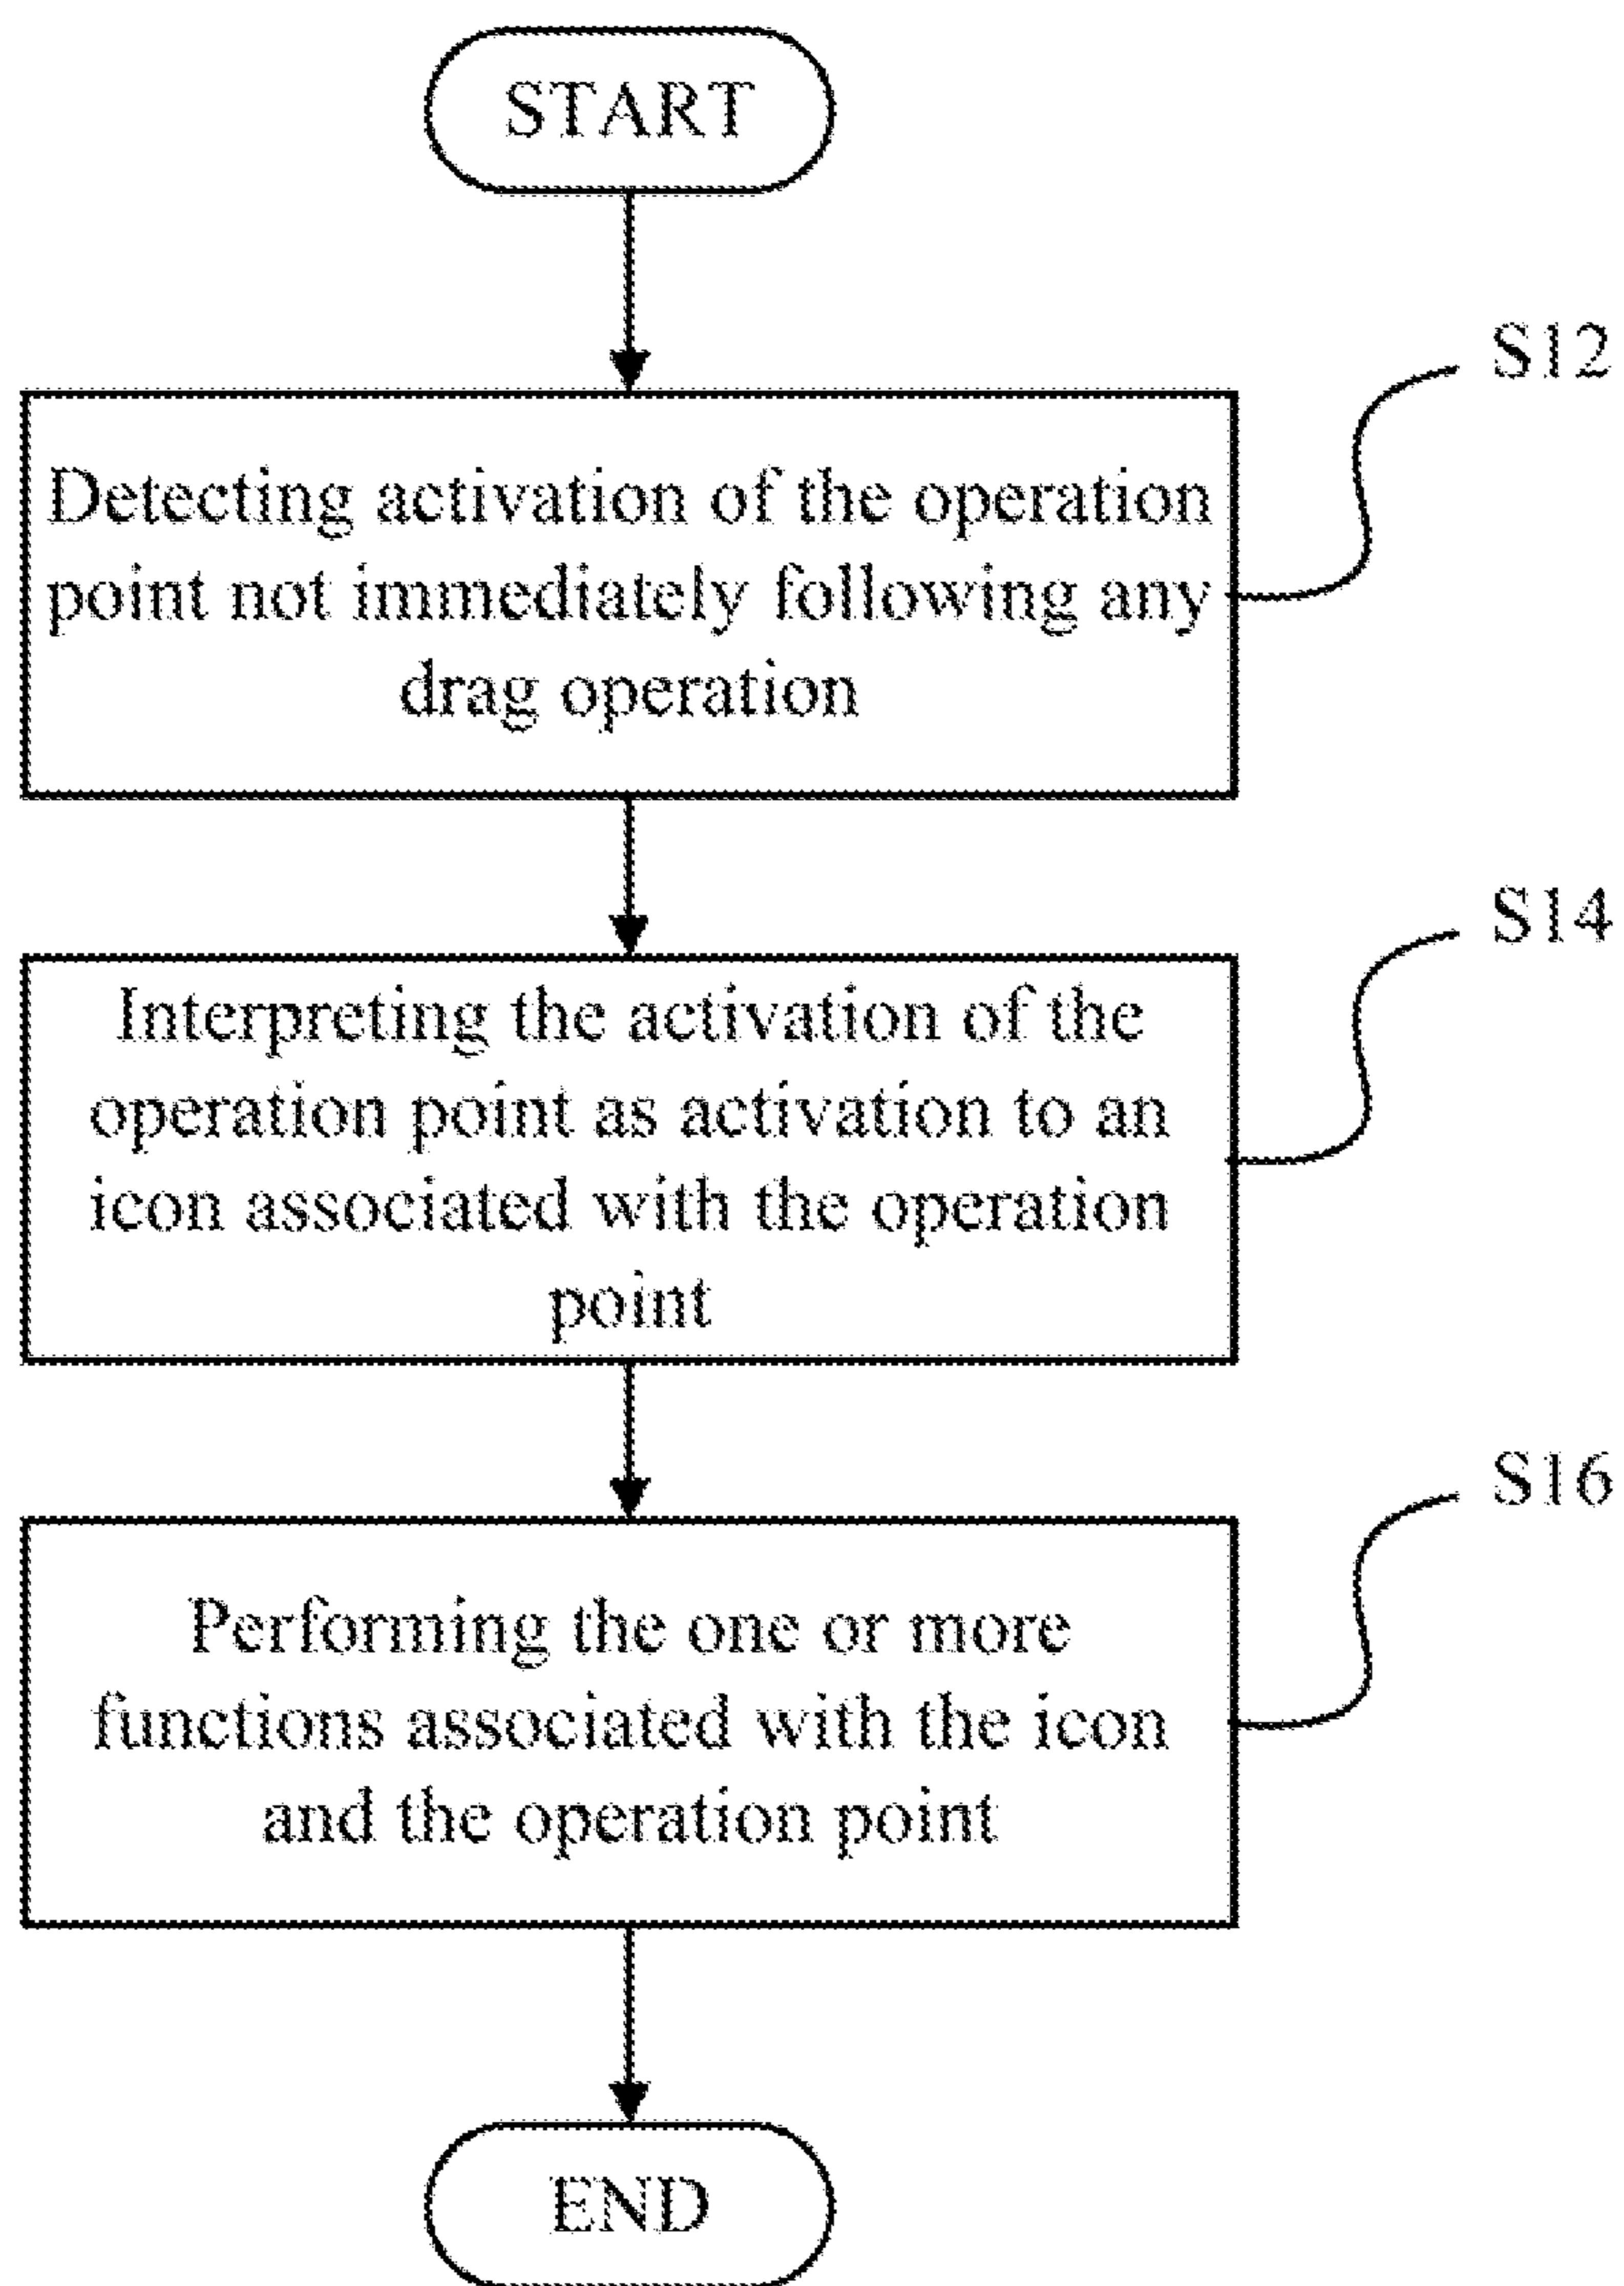 START
S12
Detecting activation of the operation
point not immediately following any
drag operation
S14
Interpreting the activation of the
operation point as activation to an
icon associated with the operation
point
S16
Performing the one or more
functions associated with the icon
and the operation point
END